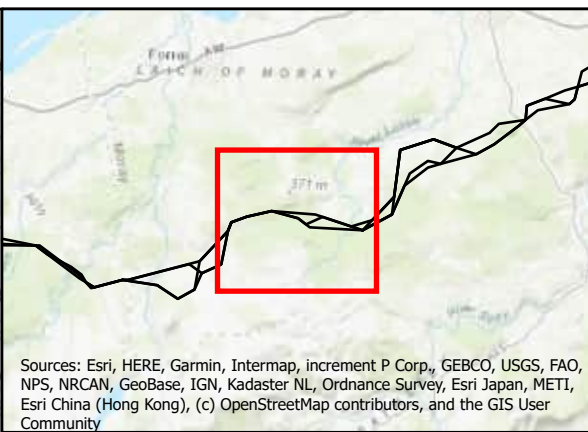 LAICH OF MORAY
371 m
Sources: Esri, HERE, Garmin, Intermap, increment P Corp., GEBCO, USGS, FAO,
NPS, NRCAN, GeoBase, IGN, Kadaster NL, Ordnance Survey, Esri Japan, METI,
Esri China (Hong Kong), (c) OpenStreetMap contributors, and the GIS User
Community